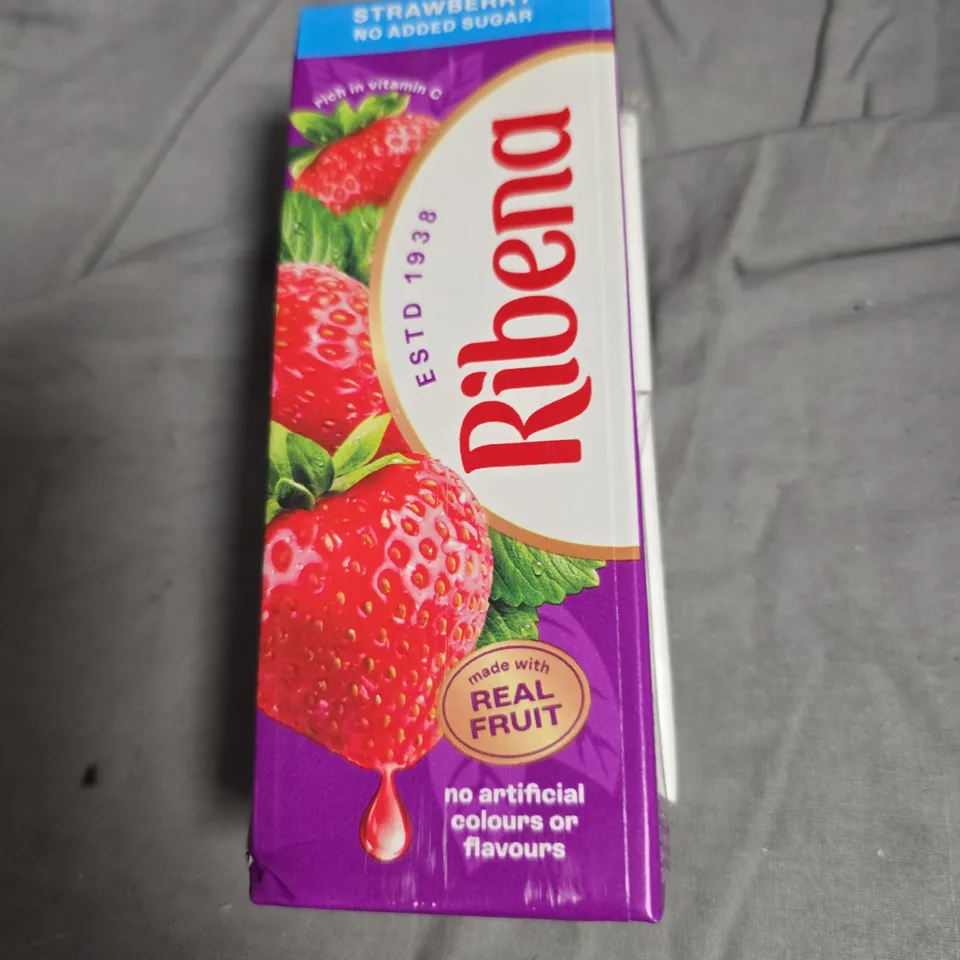 STRAWBERRY
NO ADDED SUGAR
rich in vitamin C
ESTD 1938
Ribena
made with
REAL
FRUIT
no artificial
colours or
flavours